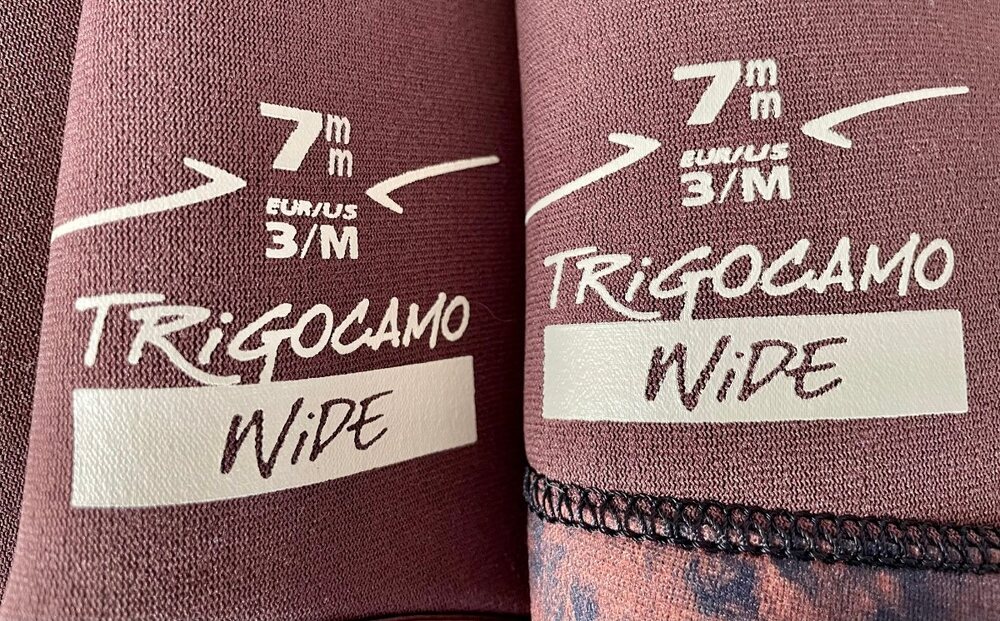 7mm
EUR/US
3/M
TRiGOCAMO
WiDE
7mm
EUR/US
3/M
TRiGOCAMO
WiDE